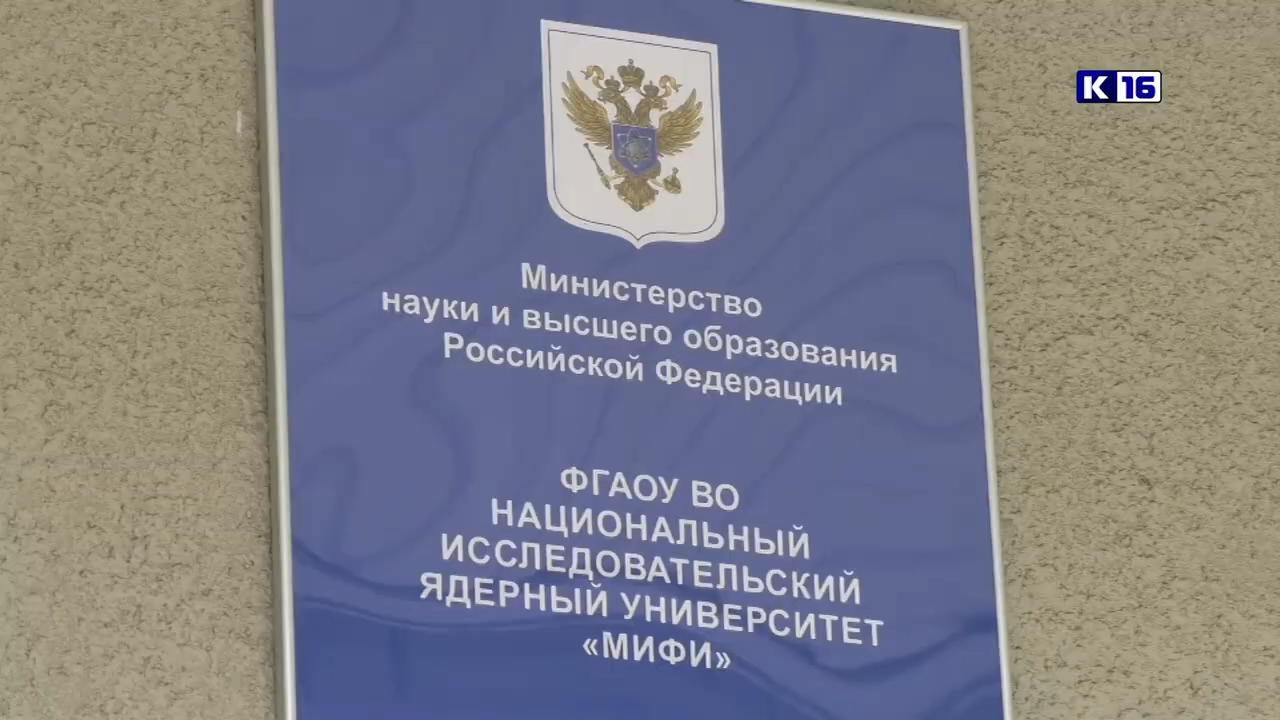 К 16
Министерство
науки и высшего образования
Российской Федерации
ФГАОУ ВО
НАЦИОНАЛЬНЫЙ
ИССЛЕДОВАТЕЛЬСКИЙ
ЯДЕРНЫЙ УНИВЕРСИТЕТ
«МИФИ»